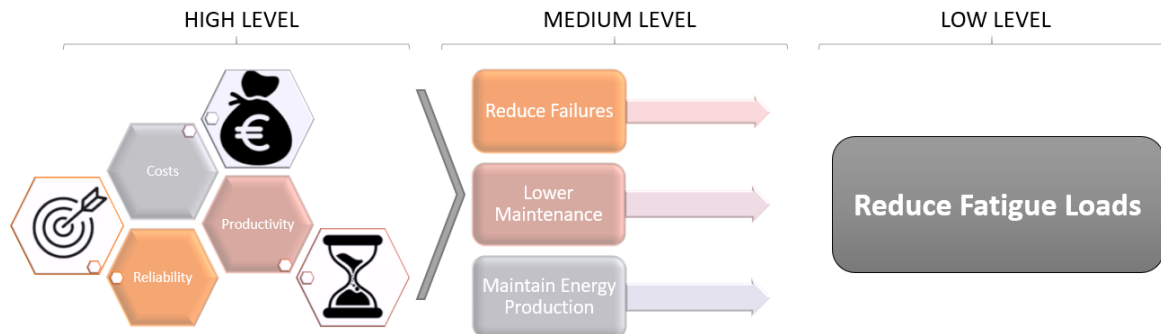 HIGH LEVEL
MEDIUM LEVEL
LOW LEVEL
€
Costs
Productivity
Reliability
Reduce Failures
Lower
Maintenance
Maintain Energy
Production
Reduce Fatigue Loads